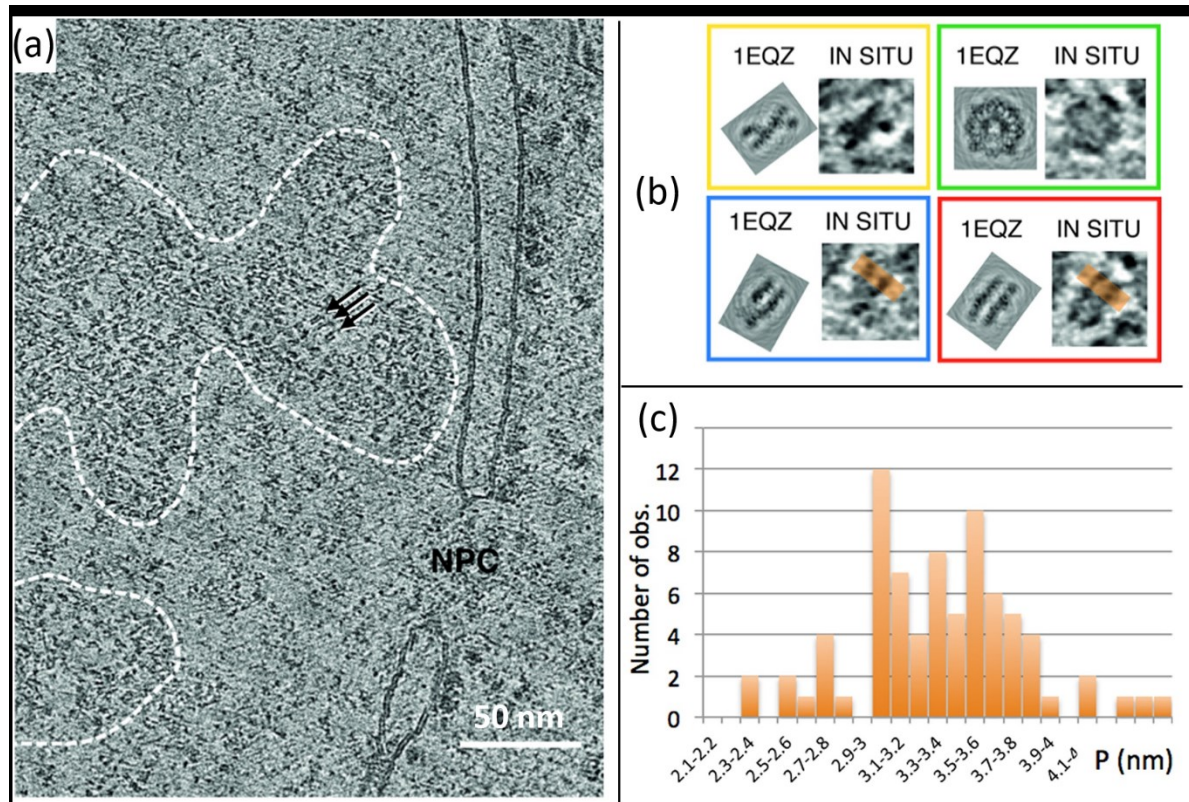 (a)
NPC
50 nm
(b)
1EQZ IN SITU
1EQZ IN SITU
1EQZ IN SITU
1EQZ IN SITU
(c)
Number of obs.
12
10
8
6
4
2
0
2.1-2.2
2.3-2.4
2.5-2.6
2.7-2.8
2.9-3
3.1-3.2
3.3-3.4
3.5-3.6
3.7-3.8
3.9-4
P (nm)